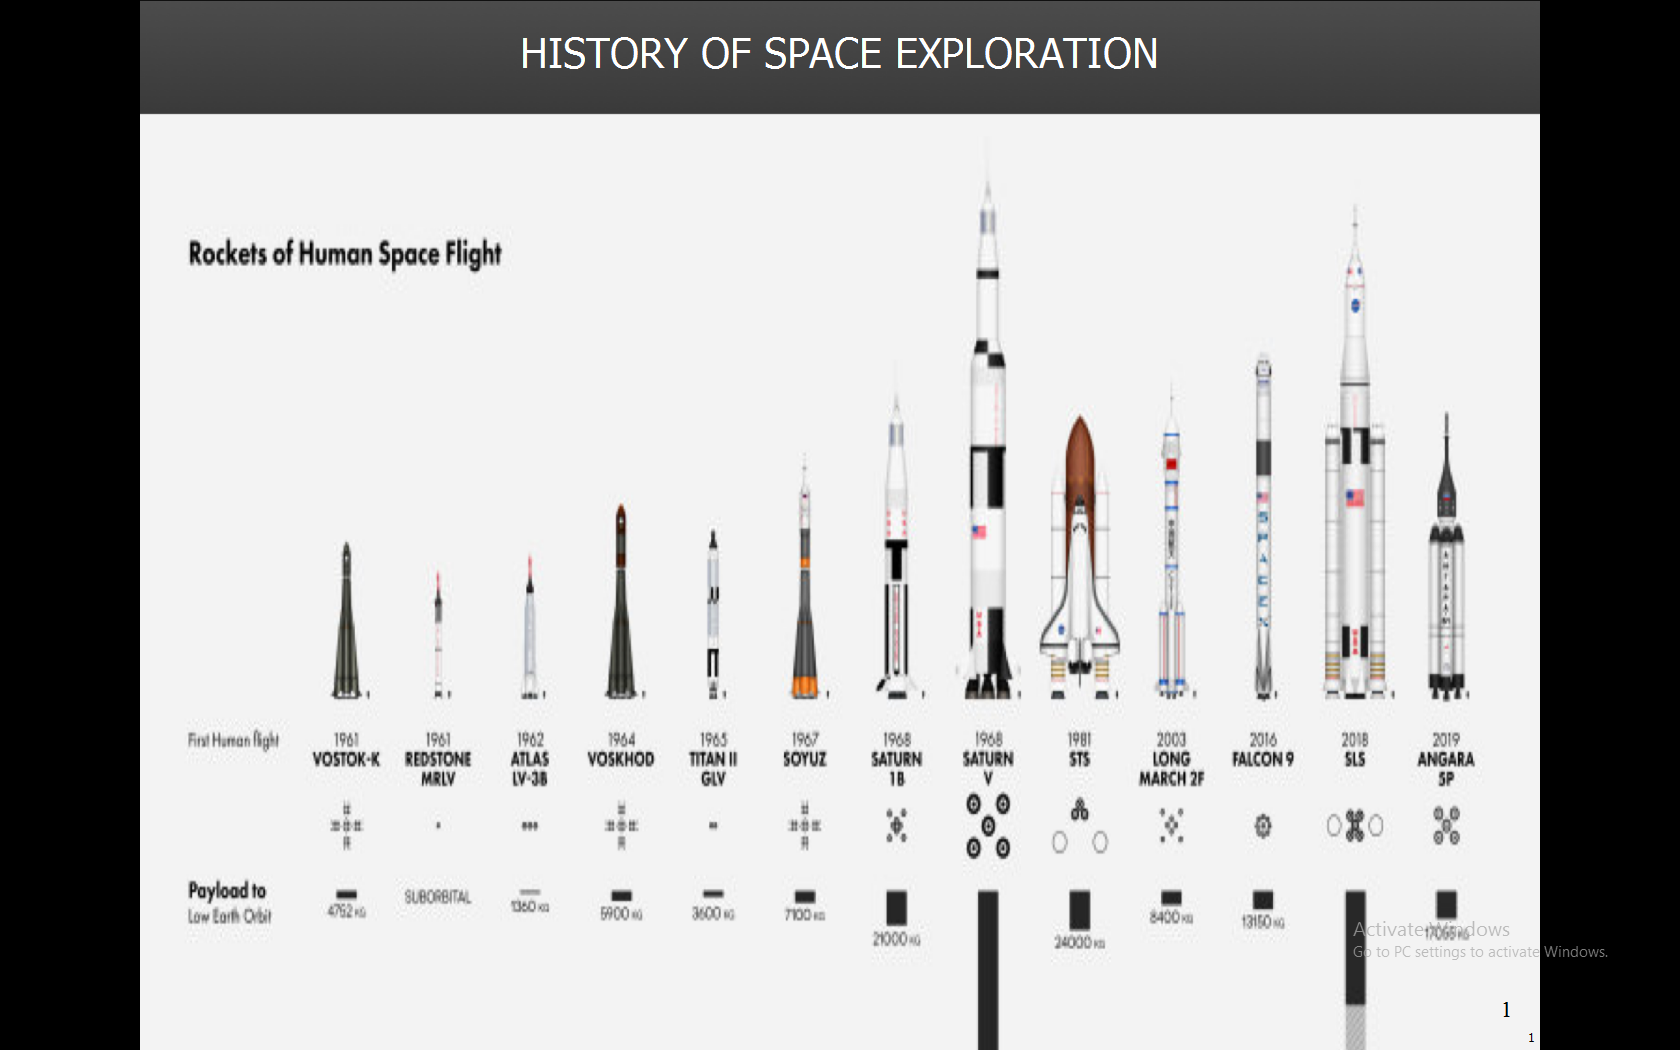 HISTORY OF SPACE EXPLORATION
Rockets of Human Space Flight
SPACEX
USA
First Human flight
1961 1961 1962 1964 1965 1967 1968 1968 1981 2003 2016 2018 2019
VOSTOK-K REDSTONE ATLAS VOSKHOD TITAN II SOYUZ SATURN SATURN STS LONG FALCON 9 SLS ANGARA
MRLV LV-3B GLV 1B V MARCH 2F 5P
Payload to
Low Earth Orbit
4752 KG SUBORBITAL 1360 KG 5900 KG 3600 KG 7100 KG 21000 KG 24000 KG 8400 KG 13150 KG
Activate Windows
Go to PC settings to activate Windows.
1
1